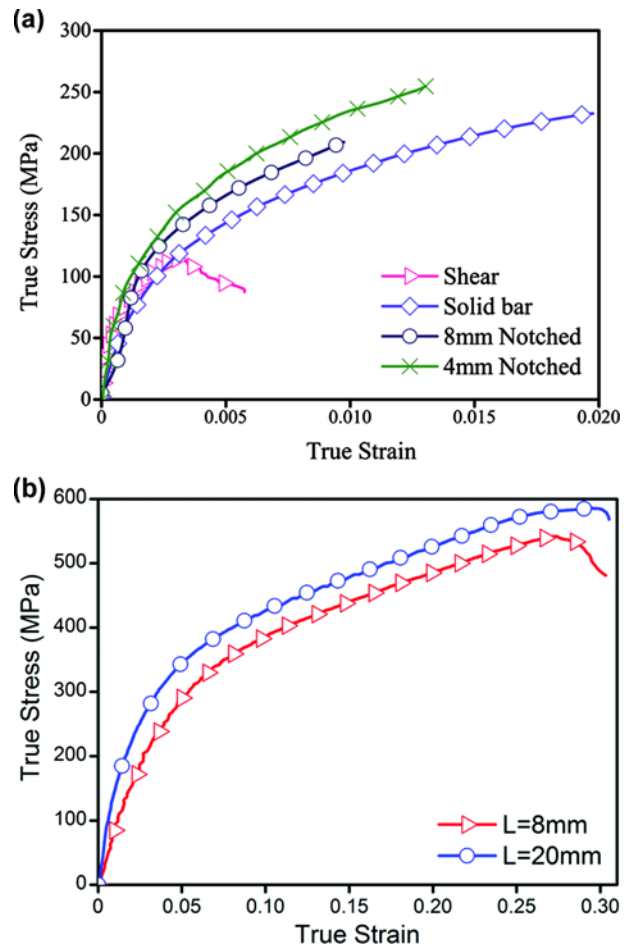 (a)
300
250
200
150
100
50
0
True Stress (MPa)
Shear
Solid bar
8mm Notched
4mm Notched
0.000 0.005 0.010 0.015 0.020
True Strain
(b)
600
500
400
300
200
100
0
True Stress (MPa)
L=8mm
L=20mm
0 0.05 0.10 0.15 0.20 0.25 0.30
True Strain